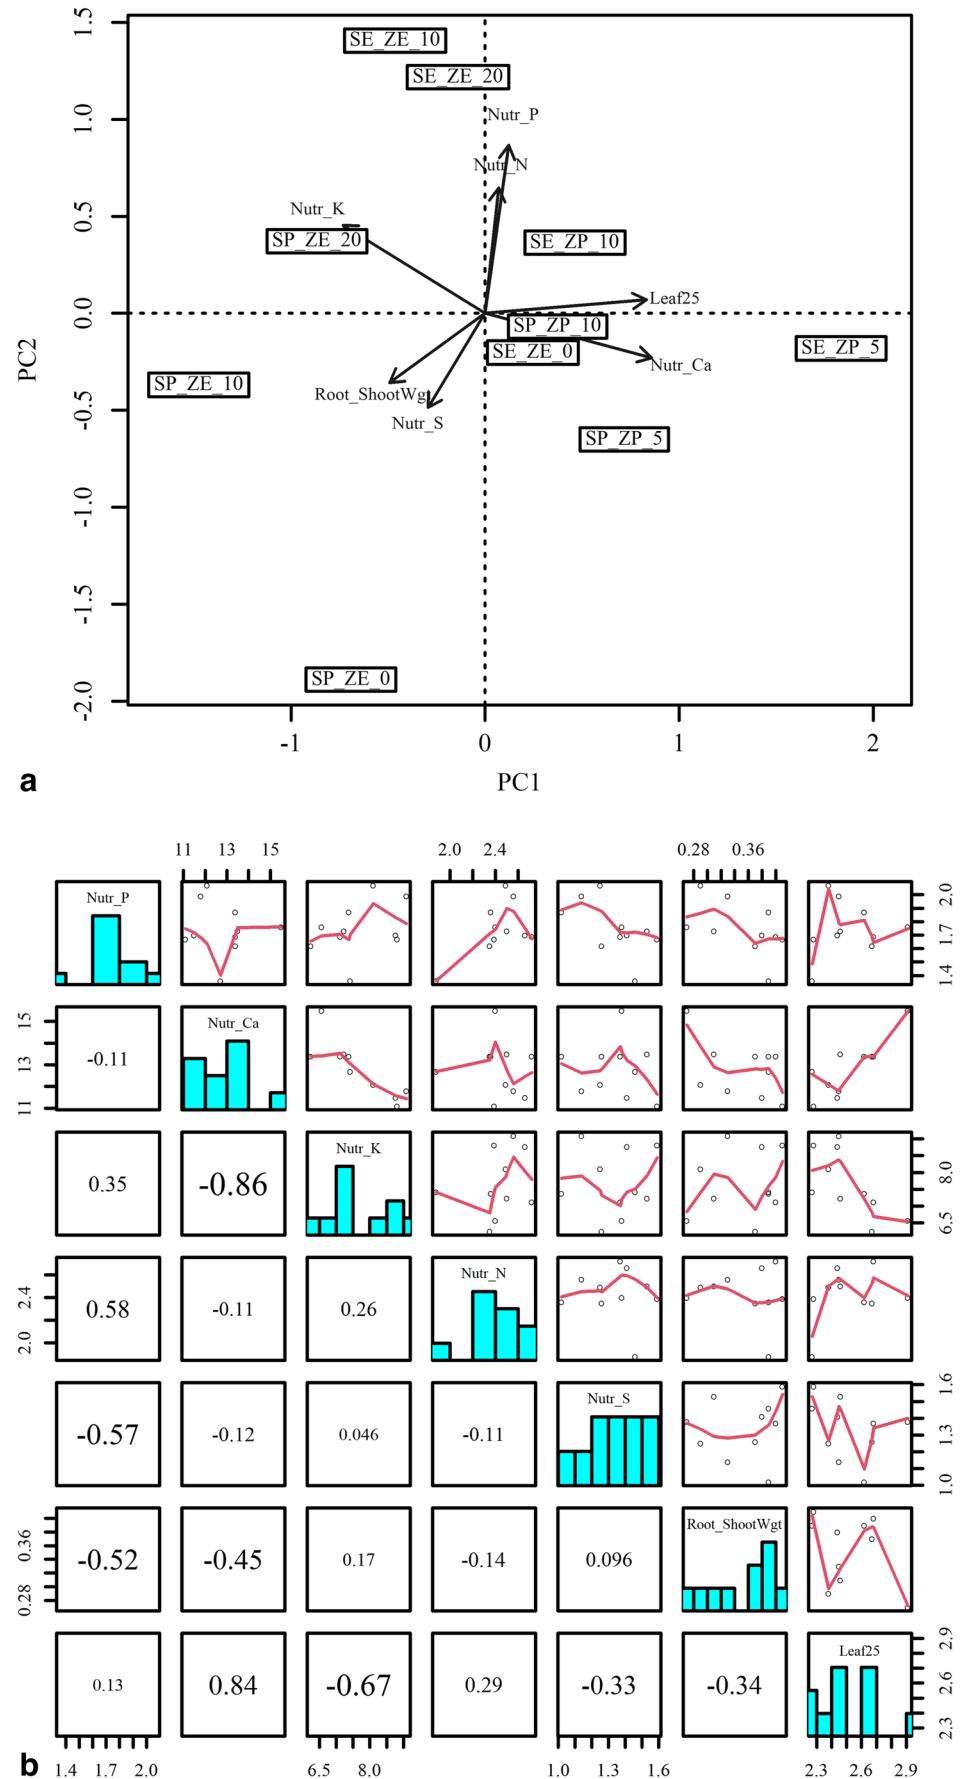 1.5
SE_ZE_10
SE_ZE_20
1.0
Nutr_P
Nutr_N
0.5
Nutr_K
SP_ZE_20
SE_ZP_10
Leaf25
0.0
SP_ZP_10
SE_ZE_0
SE_ZP_5
Nutr_Ca
PC2
SP_ZE_10
Root_ShootWgt
-0.5
Nutr_S
SP_ZP_5
-1.0
-1.5
SP_ZE_0
-2.0
-1 0 1 2
a PC1
11 13 15 2.0 2.4 0.28 0.36
Nutr_P
1.4 1.7 2.0
Nutr_Ca
11 13 15
-0.11
Nutr_K
0.35 -0.86
6.5 8.0
Nutr_N
2.0 2.4
0.58 -0.11 0.26
Nutr_S
-0.57 -0.12 0.046 -0.11
1.0 1.3 1.6
Root_ShootWgt
0.28 0.36
-0.52 -0.45 0.17 -0.14 0.096
Leaf25
0.13 0.84 -0.67 0.29 -0.33 -0.34
2.3 2.6 2.9
b 1.4 1.7 2.0 6.5 8.0 1.0 1.3 1.6 2.3 2.6 2.9